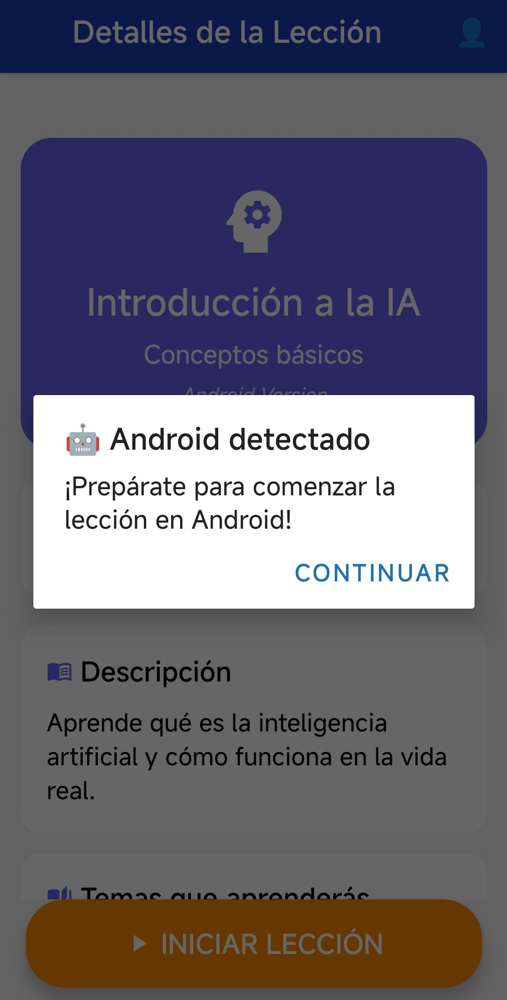 Detalles de la Lección
Introducción a la IA
Conceptos básicos
Android Version
🤖 Android detectado
¡Prepárate para comenzar la
lección en Android!
CONTINUAR
Descripción
Aprende qué es la inteligencia
artificial y cómo funciona en la vida
real.
Temas que aprenderás
INICIAR LECCIÓN